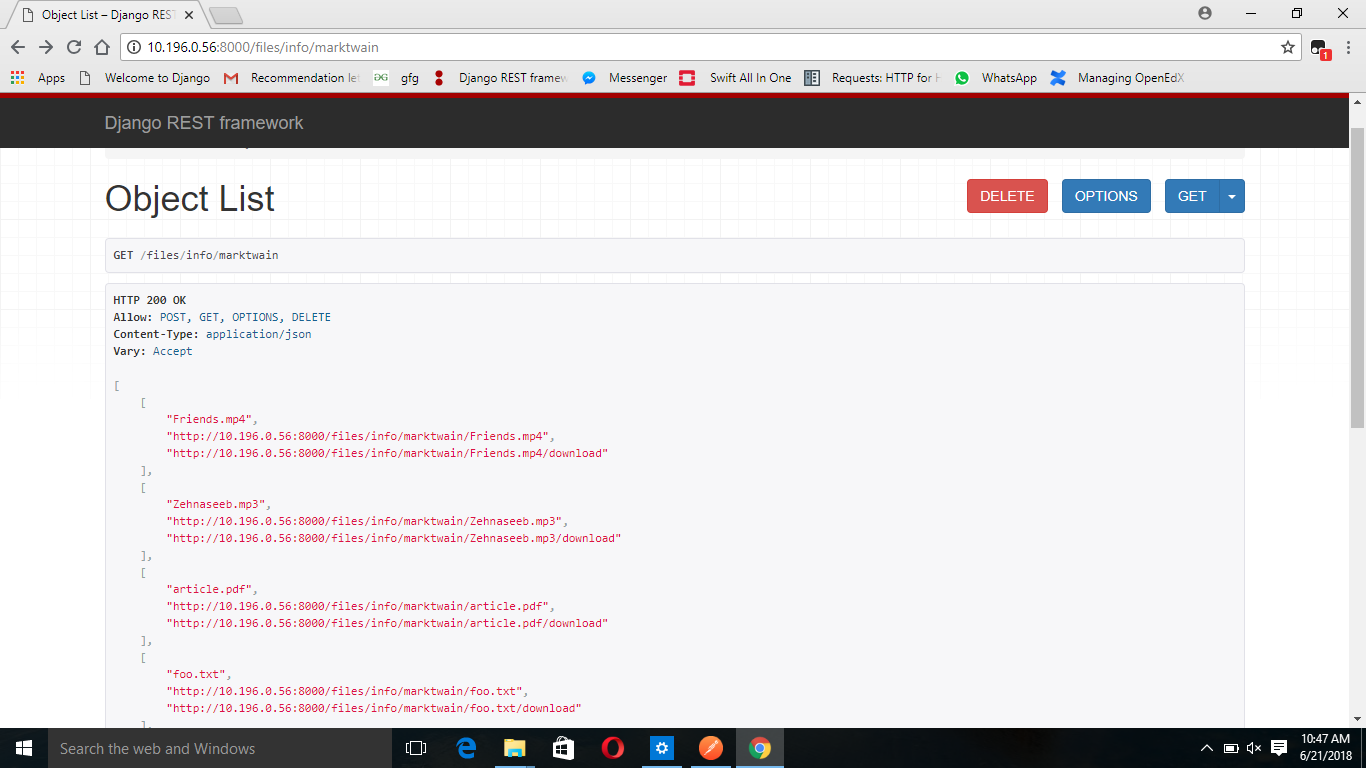 Object List – Django REST
10.196.0.56:8000/files/info/marktwain
Apps
Welcome to Django
Recommendation le
gfg
Django REST framew
Messenger
Swift All In One
Requests: HTTP for H
WhatsApp
Managing OpenEdX
1
Django REST framework
Object List
DELETE
OPTIONS
GET
GET /files/info/marktwain
HTTP 200 OK
Allow: POST, GET, OPTIONS, DELETE
Content-Type: application/json
Vary: Accept
[
[
"Friends.mp4",
"http://10.196.0.56:8000/files/info/marktwain/Friends.mp4",
"http://10.196.0.56:8000/files/info/marktwain/Friends.mp4/download"
],
[
"Zehnaseeb.mp3",
"http://10.196.0.56:8000/files/info/marktwain/Zehnaseeb.mp3",
"http://10.196.0.56:8000/files/info/marktwain/Zehnaseeb.mp3/download"
],
[
"article.pdf",
"http://10.196.0.56:8000/files/info/marktwain/article.pdf",
"http://10.196.0.56:8000/files/info/marktwain/article.pdf/download"
],
[
"foo.txt",
"http://10.196.0.56:8000/files/info/marktwain/foo.txt",
"http://10.196.0.56:8000/files/info/marktwain/foo.txt/download"
],
Search the web and Windows
10:47 AM
6/21/2018